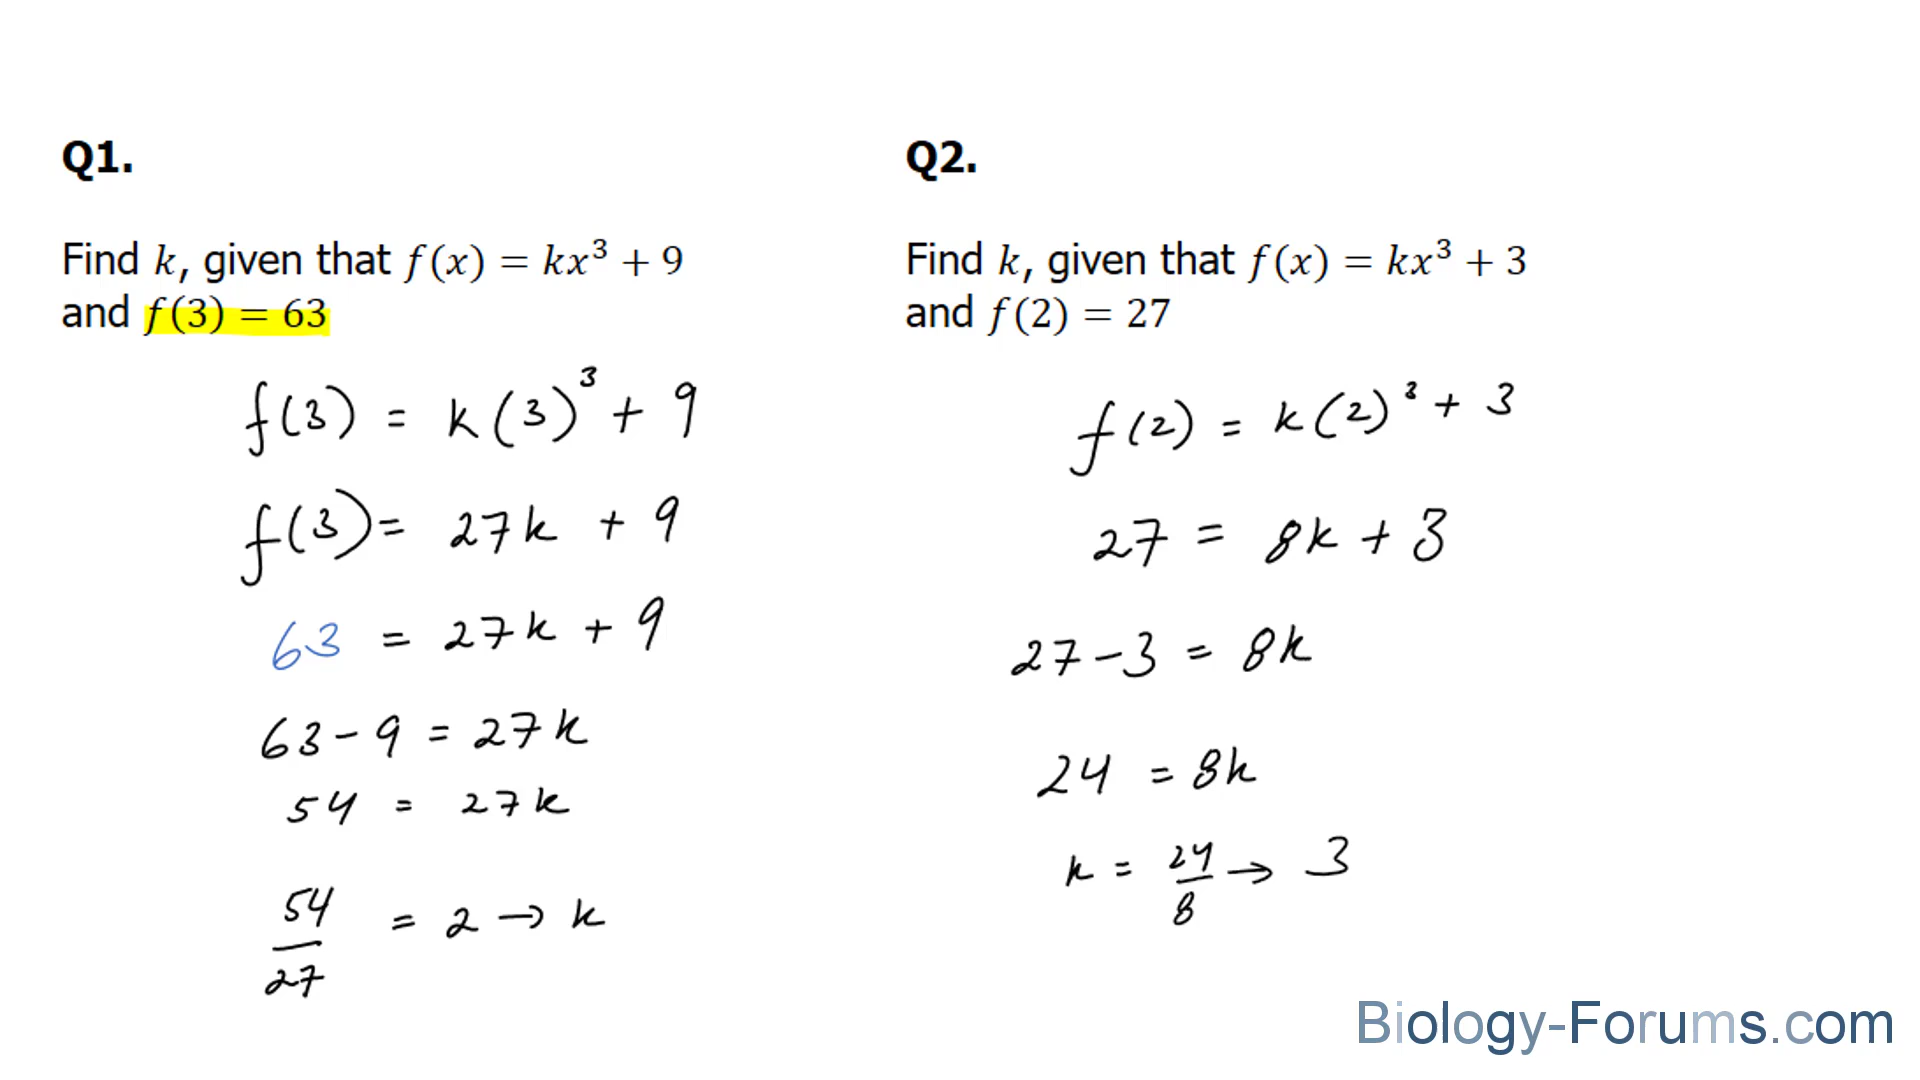 Q1.
Find k, given that f(x) = kx³ + 9
and f(3) = 63
f(3) = k(3)³ + 9
f(3) = 27k + 9
63 = 27k + 9
63 - 9 = 27k
54 = 27k
54/27 = 2 → k
Q2.
Find k, given that f(x) = kx³ + 3
and f(2) = 27
f(2) = k(2)³ + 3
27 = 8k + 3
27 - 3 = 8k
24 = 8k
k = 24/8 → 3
Biology-Forums.com